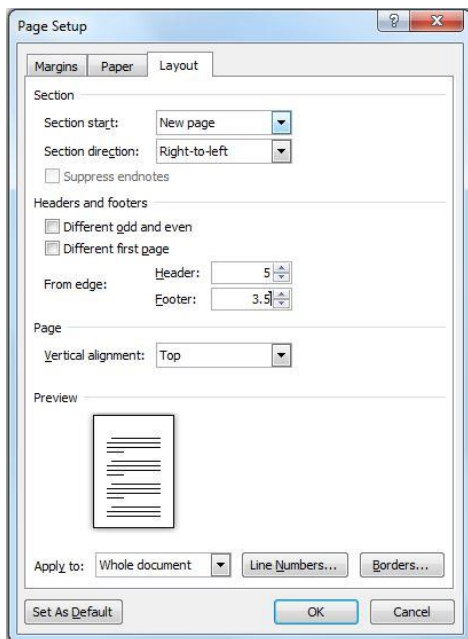 Page Setup
Margins Paper Layout
Section
Section start: New page
Section direction: Right-to-left
Suppress endnotes
Headers and footers
Different odd and even
Different first page
From edge: Header: 5
Footer: 3.5
Page
Vertical alignment: Top
Preview
Apply to: Whole document Line Numbers... Borders...
Set As Default OK Cancel